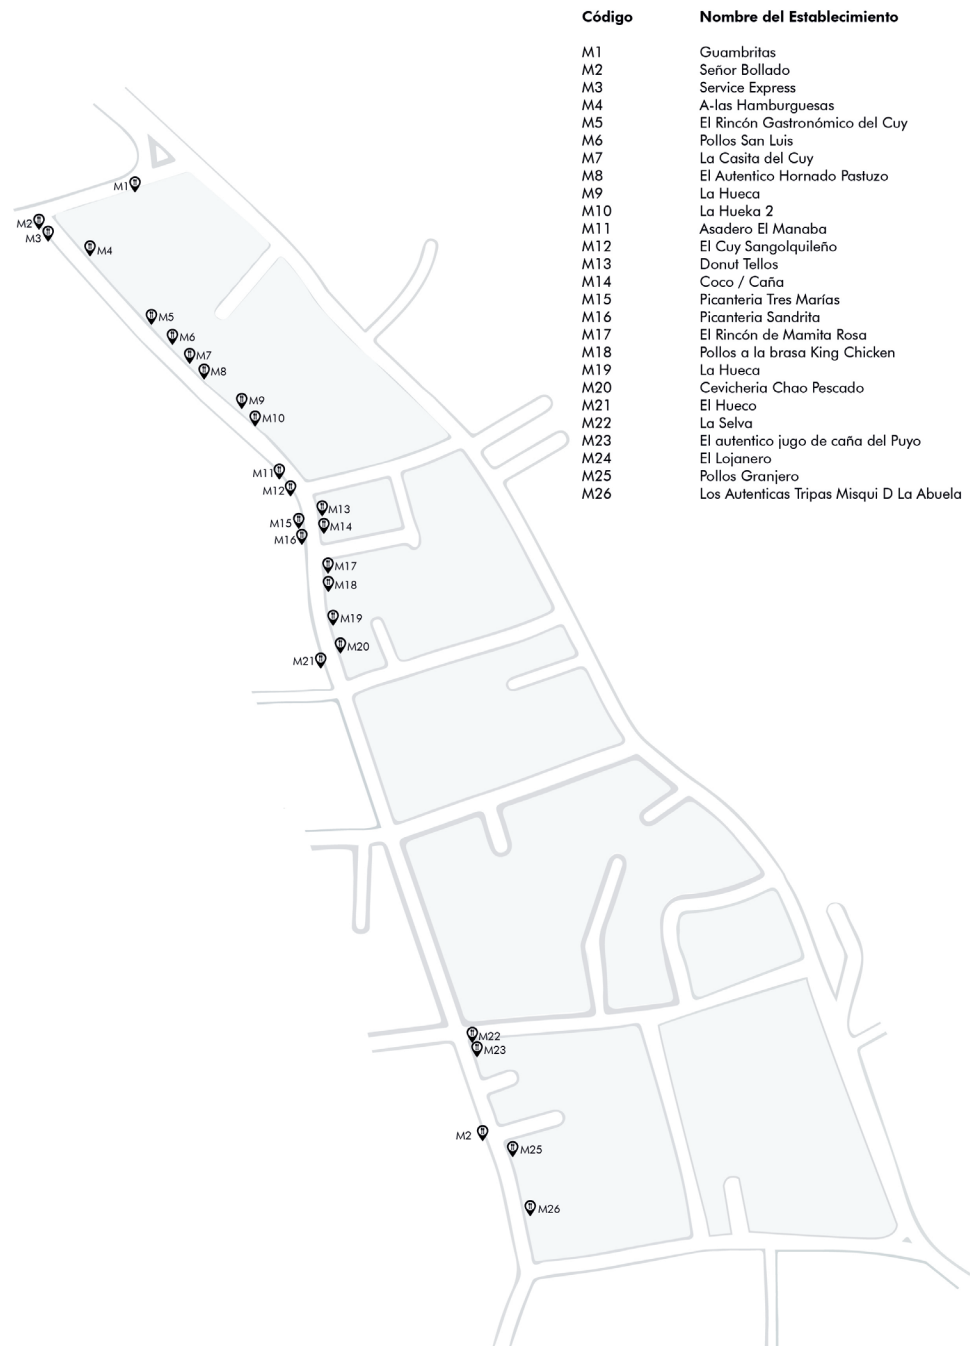 Código Nombre del Establecimiento
M1 Guambritas
M2 Señor Bollado
M3 Service Express
M4 A-las Hamburguesas
M5 El Rincón Gastronómico del Cuy
M6 Pollos San Luis
M7 La Casita del Cuy
M8 El Autentico Hornado Pastuzo
M9 La Hueca
M10 La Hueka 2
M11 Asadero El Manaba
M12 El Cuy Sangolquileño
M13 Donut Tellos
M14 Coco / Caña
M15 Picanteria Tres Marías
M16 Picanteria Sandrita
M17 El Rincón de Mamita Rosa
M18 Pollos a la brasa King Chicken
M19 La Hueca
M20 Cevicheria Chao Pescado
M21 El Hueco
M22 La Selva
M23 El autentico jugo de caña del Puyo
M24 El Lojanero
M25 Pollos Granjero
M26 Los Autenticas Tripas Misqui D La Abuela
M1
M2
M3
M4
M5
M6
M7
M8
M9
M10
M11
M12
M13
M15
M14
M16
M17
M18
M19
M20
M21
M22
M23
M2
M25
M26